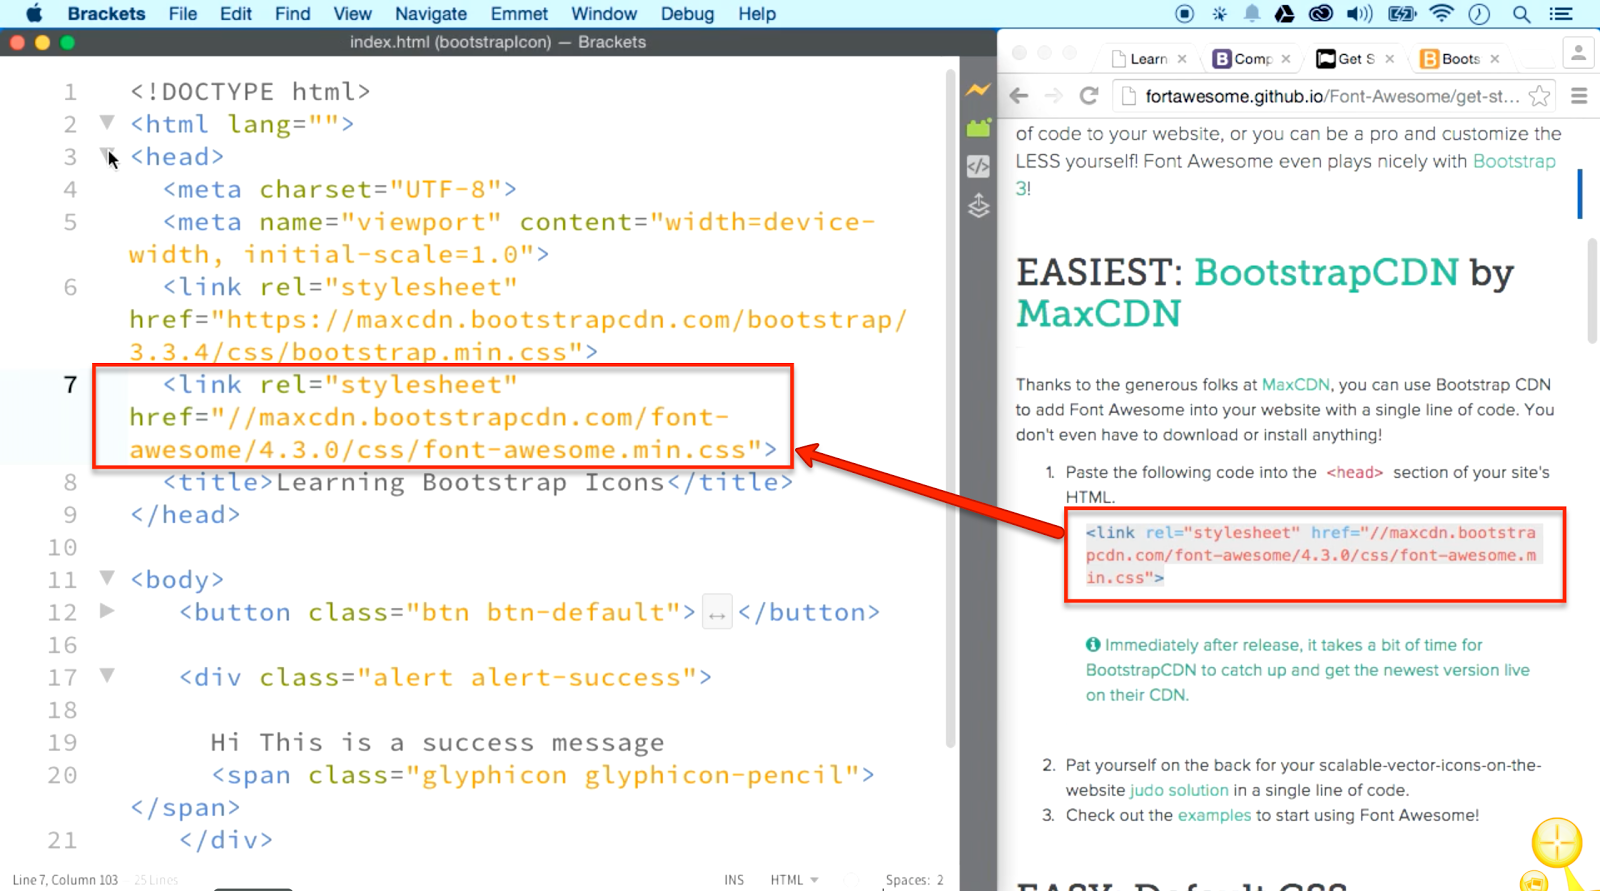 Brackets File Edit Find View Navigate Emmet Window Debug Help
index.html (bootstrapIcon) — Brackets
1 <!DOCTYPE html>
2 <html lang="">
3 <head>
4 <meta charset="UTF-8">
5 <meta name="viewport" content="width=device-
width, initial-scale=1.0">
6 <link rel="stylesheet"
href="https://maxcdn.bootstrapcdn.com/bootstrap/
3.3.4/css/bootstrap.min.css">
7 <link rel="stylesheet"
href="//maxcdn.bootstrapcdn.com/font-
awesome/4.3.0/css/font-awesome.min.css">
8 <title>Learning Bootstrap Icons</title>
9 </head>
10
11 <body>
12 <button class="btn btn-default"></button>
16
17 <div class="alert alert-success">
18
19 Hi This is a success message
20 <span class="glyphicon glyphicon-pencil">
</span>
21 </div>
Line 7, Column 103 25 Lines INS HTML Spaces: 2
Learn Comp Get S Boots
fortawesome.github.io/Font-Awesome/get-st...
of code to your website, or you can be a pro and customize the
LESS yourself! Font Awesome even plays nicely with Bootstrap
3!
EASIEST: BootstrapCDN by
MaxCDN
Thanks to the generous folks at MaxCDN, you can use Bootstrap CDN
to add Font Awesome into your website with a single line of code. You
don't even have to download or install anything!
1. Paste the following code into the <head> section of your site's
HTML.
<link rel="stylesheet" href="//maxcdn.bootstra
pcdn.com/font-awesome/4.3.0/css/font-awesome.m
in.css">
Immediately after release, it takes a bit of time for
BootstrapCDN to catch up and get the newest version live
on their CDN.
2. Pat yourself on the back for your scalable-vector-icons-on-the-
website judo solution in a single line of code.
3. Check out the examples to start using Font Awesome!
EASY: Default CSS